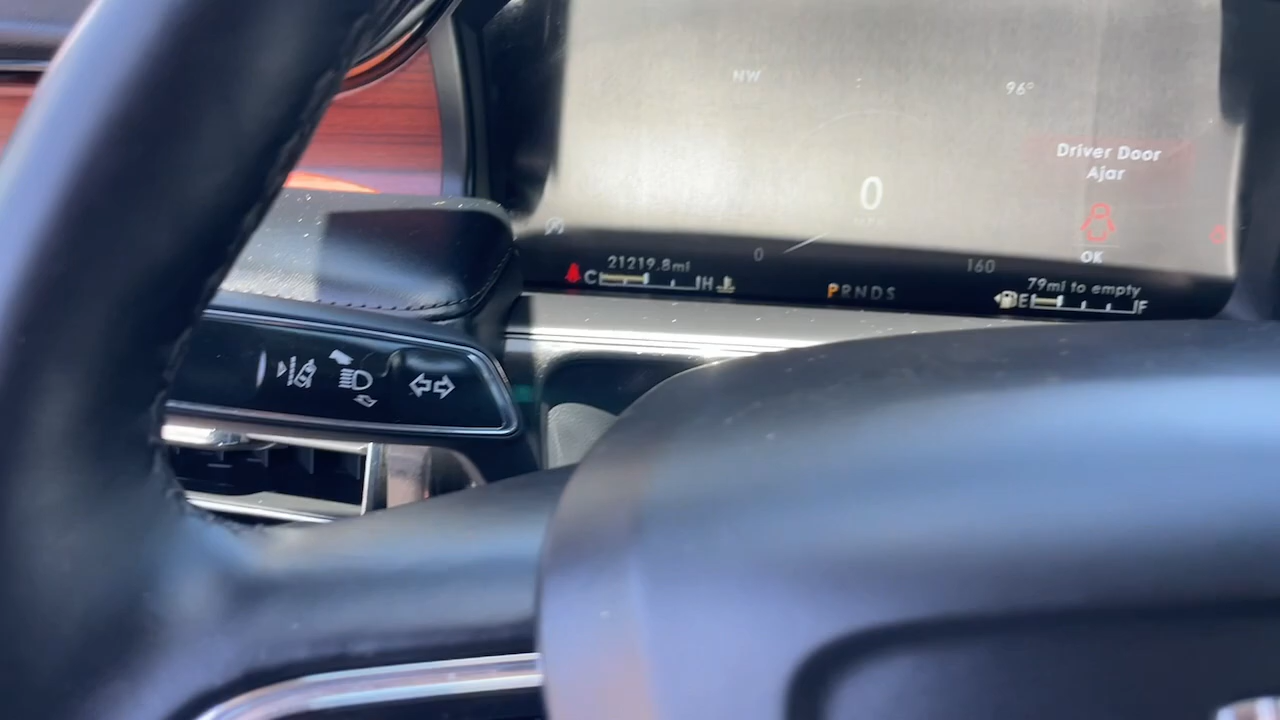 NW
96°
Driver Door
Ajar
0
OK
0
160
21219.8mi
C H
PRNDS
79mi to empty
E F